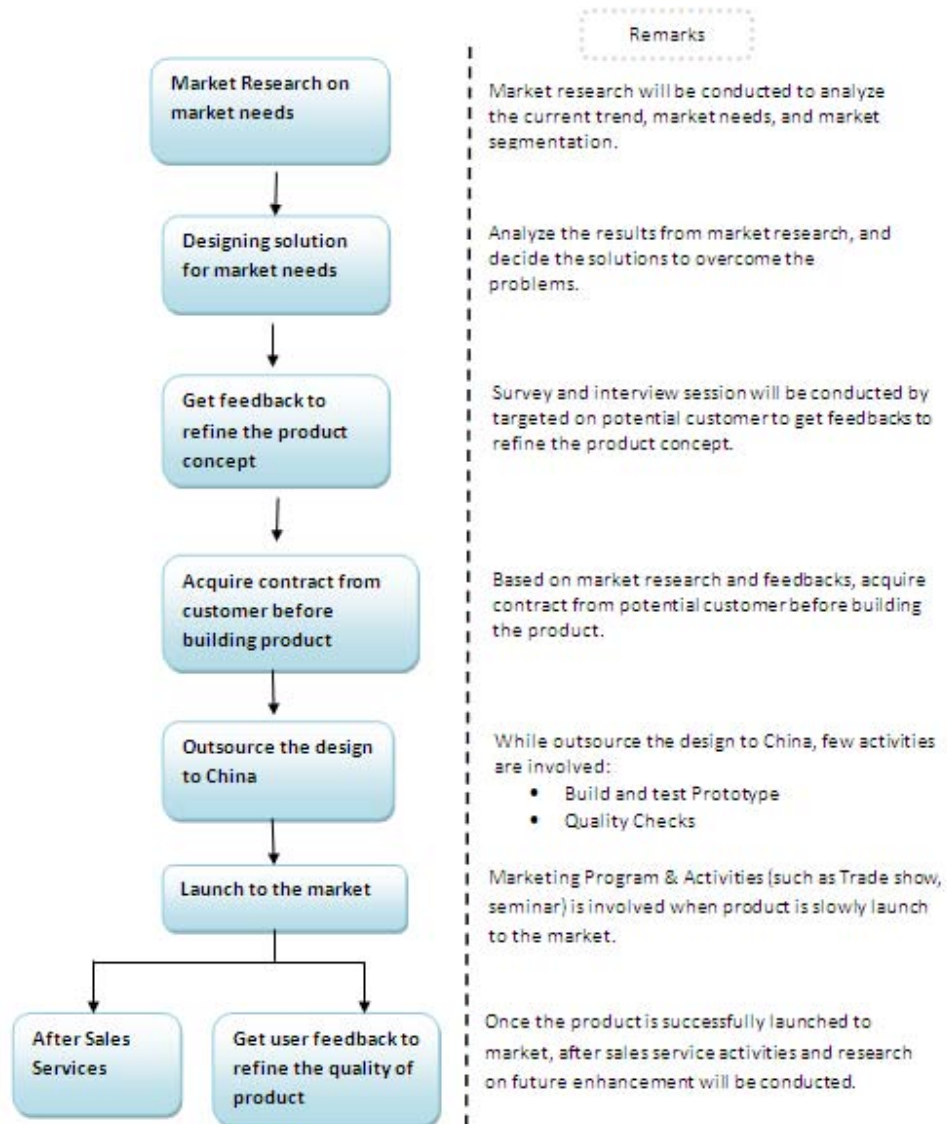 Remarks
Market Research on
market needs
Market research will be conducted to analyze
the current trend, market needs, and market
segmentation.
Designing solution
for market needs
Analyze the results from market research, and
decide the solutions to overcome the
problems.
Get feedback to
refine the product
concept
Survey and interview session will be conducted by
targeted on potential customer to get feedbacks to
refine the product concept.
Acquire contract from
customer before
building product
Based on market research and feedbacks, acquire
contract from potential customer before building
the product.
Outsource the design
to China
While outsource the design to China, few activities
are involved:
• Build and test Prototype
• Quality Checks
Launch to the market
Marketing Program & Activities (such as Trade show,
seminar) is involved when product is slowly launch
to the market.
After Sales
Services
Get user feedback to
refine the quality of
product
Once the product is successfully launched to
market, after sales service activities and research
on future enhancement will be conducted.